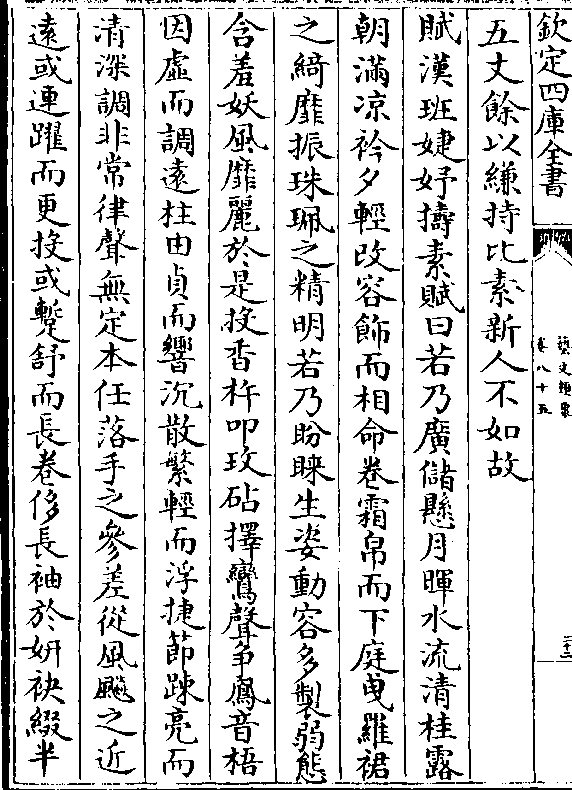 欽定四庫全書
藝文類聚
卷八十五
二十二
五丈餘以縑持比素新人不如故
賦漢班婕妤擣素賦曰若乃廣儲懸月暉水流清桂露
朝滿凉衿夕輕改容飾而相命卷霜帛而下庭曵羅裙
之綺靡振珠珮之精明若乃盼睞生姿動容多製弱態
含羞妖風靡麗於是投香杵叩玟砧擇鸞聲爭鳳音梧
因虛而調遠柱由貞而響沉散繁輕而浮捷節踈亮而
清深調非常律聲無定本任落手之參差從風飈之近
遠或連躍而更投或蹔舒而長卷侈長袖於妍袂綴半